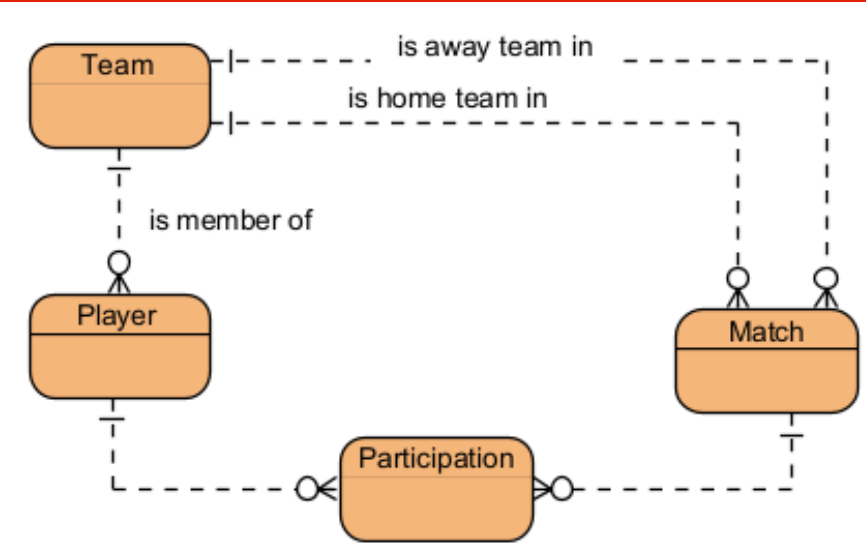 is away team in
Team
is home team in
is member of
Player
Match
Participation